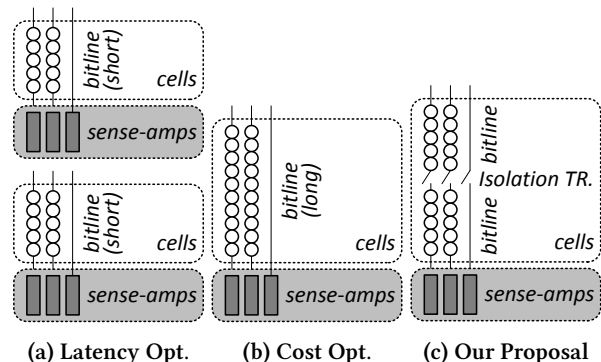 bitline
(short)
cells
sense-amps
bitline
(short)
cells
sense-amps
(a) Latency Opt.
bitline
(long)
cells
sense-amps
(b) Cost Opt.
bitline
Isolation TR.
bitline
cells
sense-amps
(c) Our Proposal